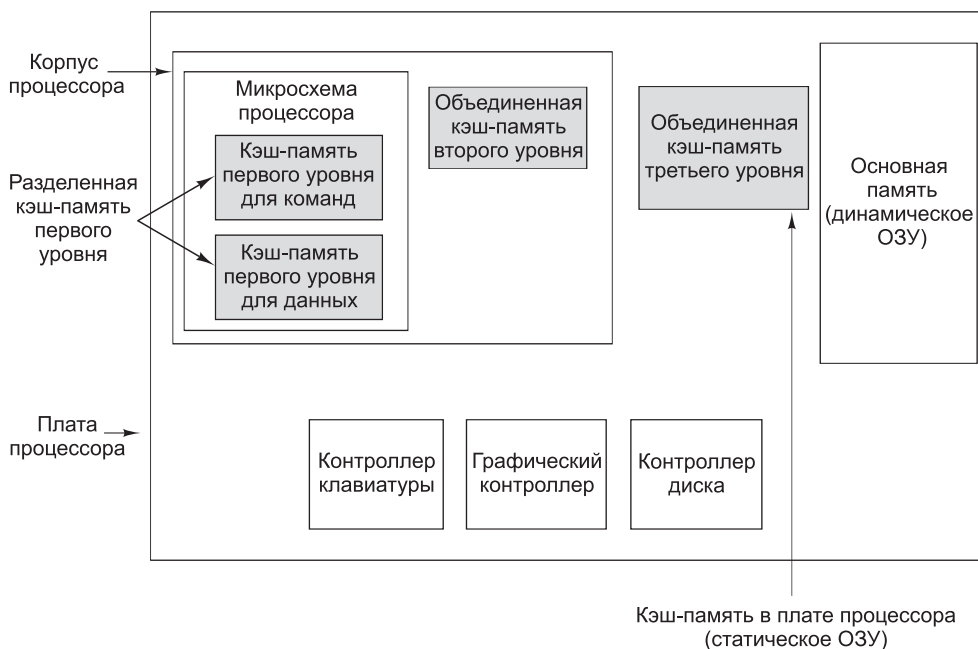 Корпус
процессора
Микросхема
процессора
Кэш-память
первого уровня
для команд
Кэш-память
первого уровня
для данных
Разделенная
кэш-память
первого
уровня
Объединенная
кэш-память
второго уровня
Объединенная
кэш-память
третьего уровня
Основная
память
(динамическое
ОЗУ)
Плата
процессора
Контроллер
клавиатуры
Графический
контроллер
Контроллер
диска
Кэш-память в плате процессора
(статическое ОЗУ)